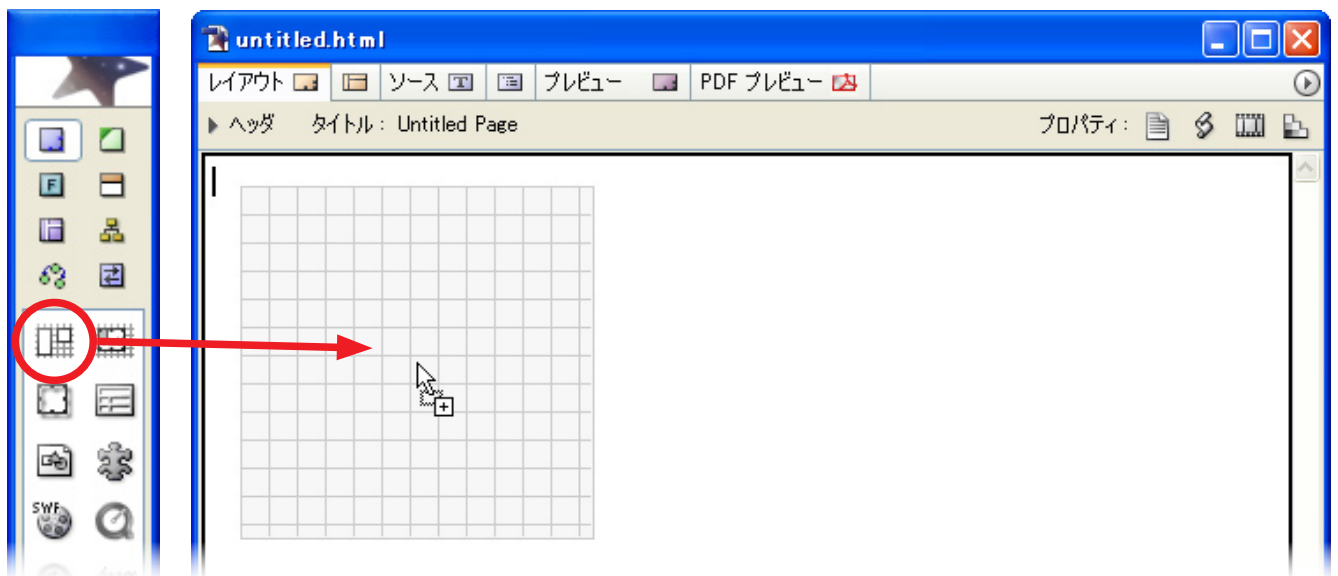 untitled.html
レイアウト ソース T プレビュー PDF プレビュー
ヘッダ タイトル: Untitled Page プロパティ:
F
SWF